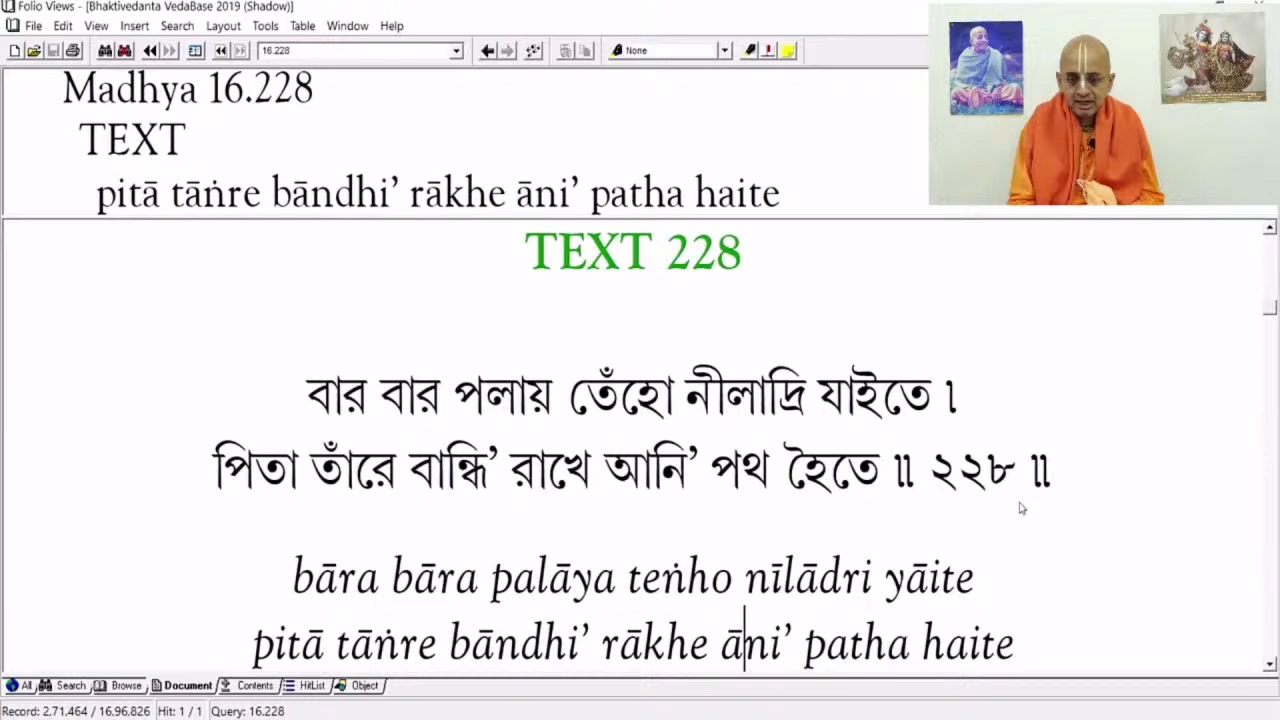 Folio Views - [Bhaktivedanta VedaBase 2019 (Shadow)]
File Edit View Insert Search Layout Tools Table Window Help
16.228 None
Madhya 16.228
TEXT
pitā tāṅre bāndhi’ rākhe āni’ patha haite
TEXT 228
বার বার পলায় তেঁহো নীলাদ্রি যাইতে ।
পিতা তাঁরে বান্ধি’ রাখে আনি’ পথ হৈতে ॥ ২২৮ ॥
bāra bāra palāya teṅho nīlādri yāite
pitā tāṅre bāndhi’ rākhe āni’ patha haite
All Search Browse Document Contents HitList Object
Record: 2,71,464 / 16,96,826 Hit: 1 / 1 Query: 16.228